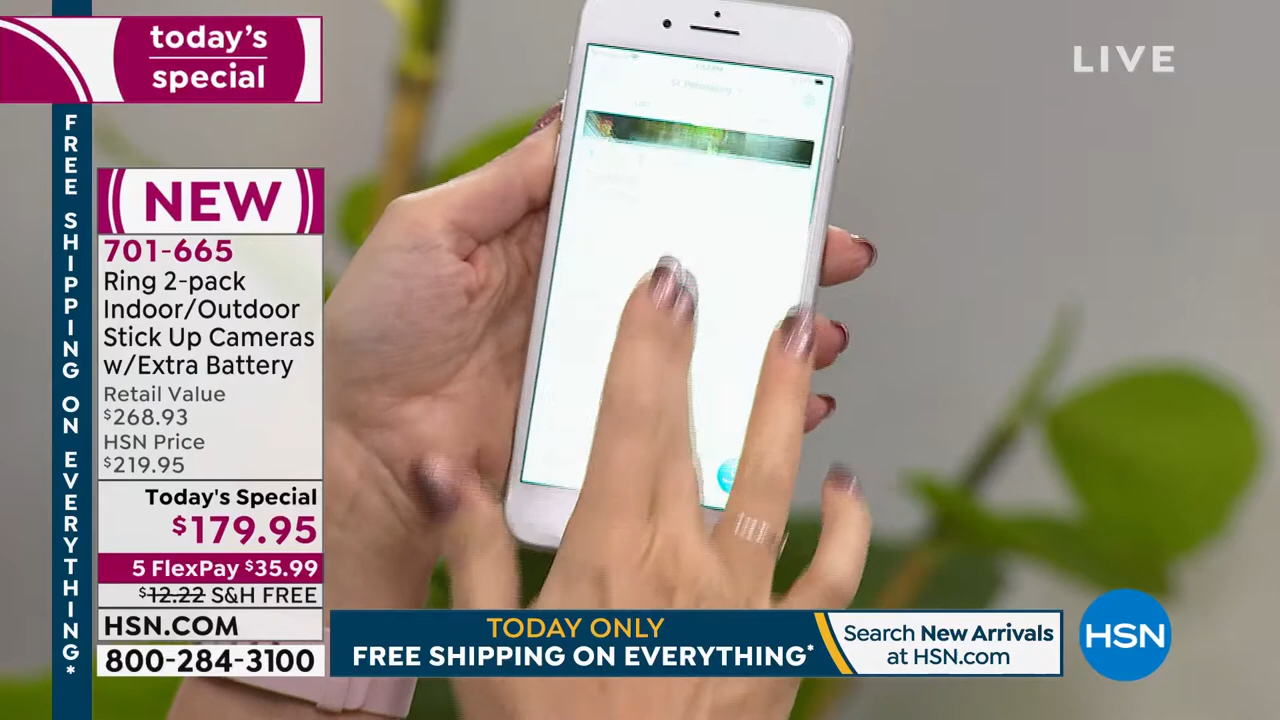 today's
special
LIVE
FREE SHIPPING ON EVERYTHING*
NEW
701-665
Ring 2-pack
Indoor/Outdoor
Stick Up Cameras
w/Extra Battery
Retail Value
$268.93
HSN Price
$219.95
Today's Special
$179.95
5 FlexPay $35.99
$12.22 S&H FREE
HSN.COM
800-284-3100
TODAY ONLY
FREE SHIPPING ON EVERYTHING*
Search New Arrivals
at HSN.com
HSN
St. Petersburg